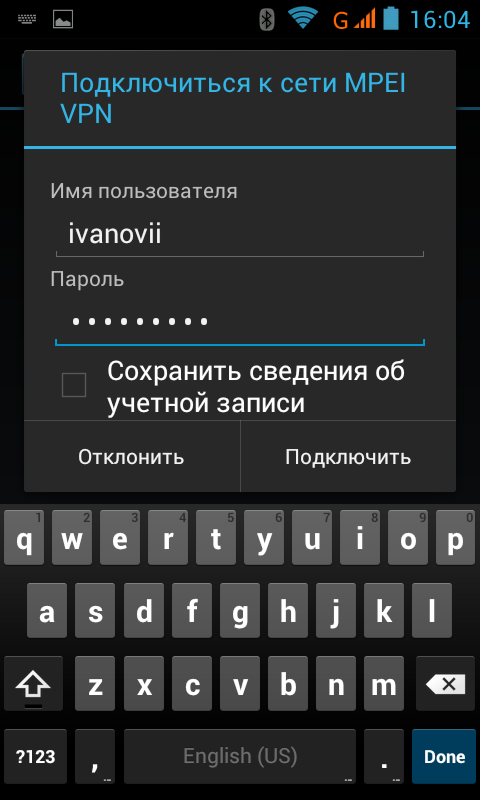 G 16:04
Подключиться к сети MPEI
VPN
Имя пользователя
ivanovii
Пароль
•••••••••
Сохранить сведения об
учетной записи
Отклонить Подключить
1 2 3 4 5 6 7 8 9 0
q w e r t y u i o p
a s d f g h j k l
z x c v b n m
?123 , ... English (US) ... . ... Done